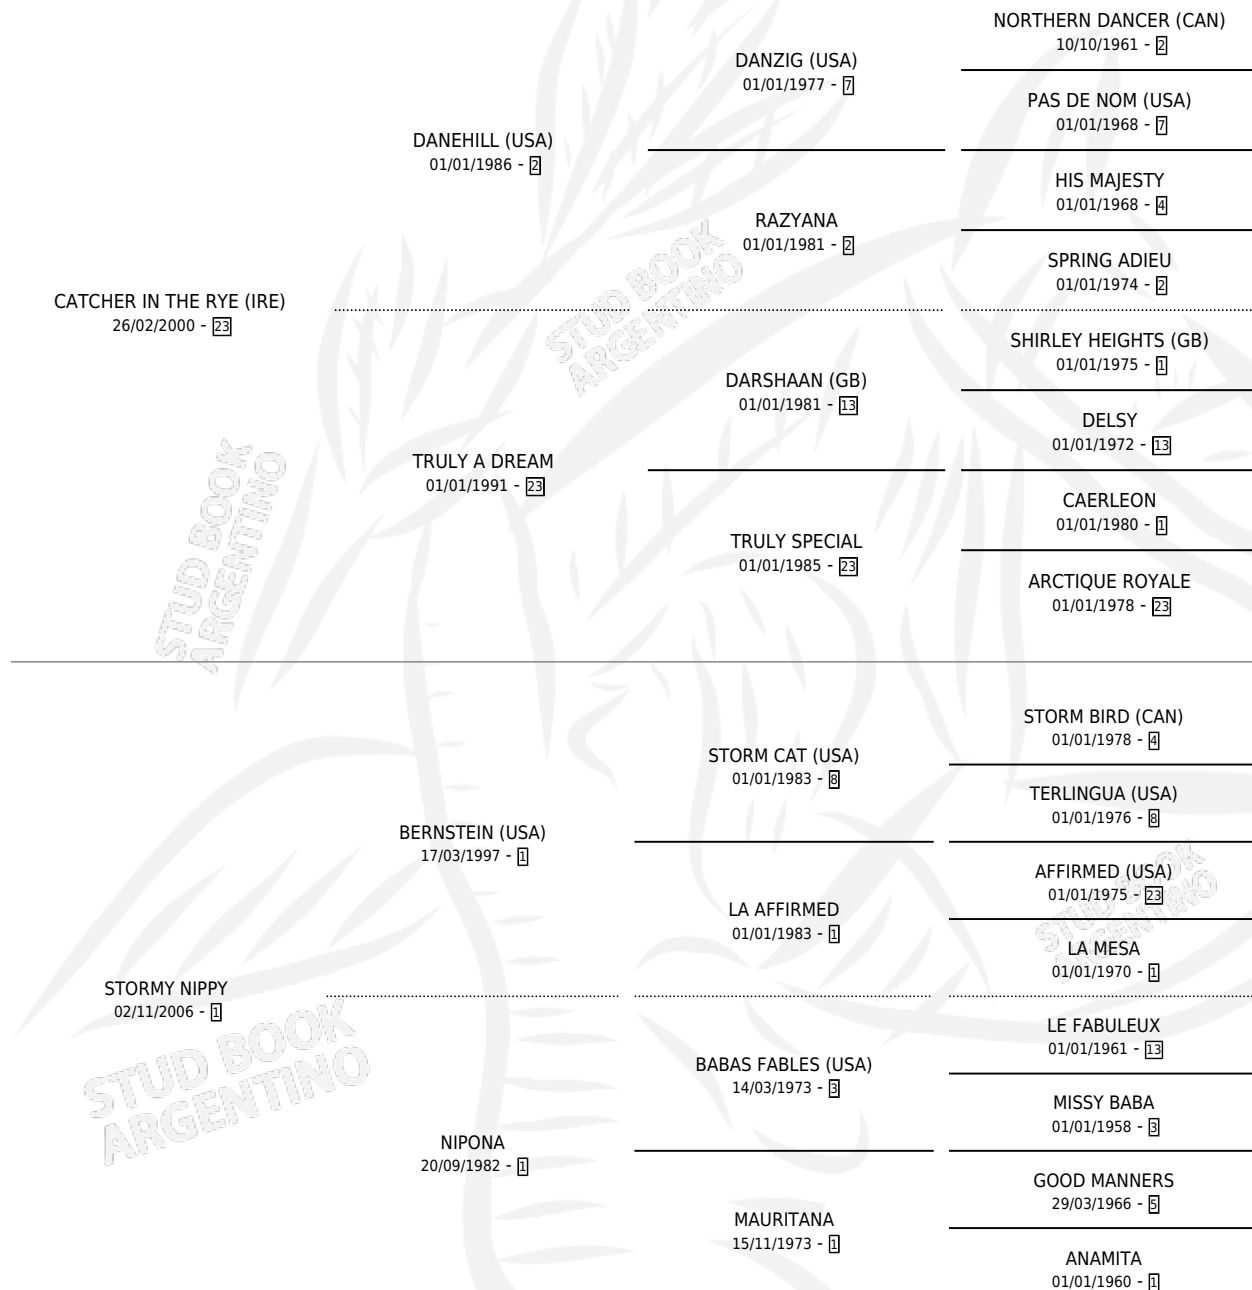 NORTHERN DANCER (CAN)
10/10/1961 - 2
DANZIG (USA)
01/01/1977 - 7
PAS DE NOM (USA)
01/01/1968 - 7
DANEHILL (USA)
01/01/1986 - 2
HIS MAJESTY
01/01/1968 - 4
RAZYANA
01/01/1981 - 2
SPRING ADIEU
01/01/1974 - 2
CATCHER IN THE RYE (IRE)
26/02/2000 - 23
SHIRLEY HEIGHTS (GB)
01/01/1975 - 1
DARSHAAN (GB)
01/01/1981 - 13
DELSY
01/01/1972 - 13
TRULY A DREAM
01/01/1991 - 23
CAERLEON
01/01/1980 - 1
TRULY SPECIAL
01/01/1985 - 23
ARCTIQUE ROYALE
01/01/1978 - 23
STORM BIRD (CAN)
01/01/1978 - 4
STORM CAT (USA)
01/01/1983 - 8
TERLINGUA (USA)
01/01/1976 - 8
BERNSTEIN (USA)
17/03/1997 - 1
AFFIRMED (USA)
01/01/1975 - 23
LA AFFIRMED
01/01/1983 - 1
LA MESA
01/01/1970 - 1
STORMY NIPPY
02/11/2006 - 1
LE FABULEUX
01/01/1961 - 13
BABAS FABLES (USA)
14/03/1973 - 3
MISSY BABA
01/01/1958 - 3
NIPONA
20/09/1982 - 1
GOOD MANNERS
29/03/1966 - 5
MAURITANA
15/11/1973 - 1
ANAMITA
01/01/1960 - 1
STUD BOOK
ARGENTINO
STUD BOOK
ARGENTINO
STUD BOOK
ARGENTINO
STUD BOOK
ARGENTINO